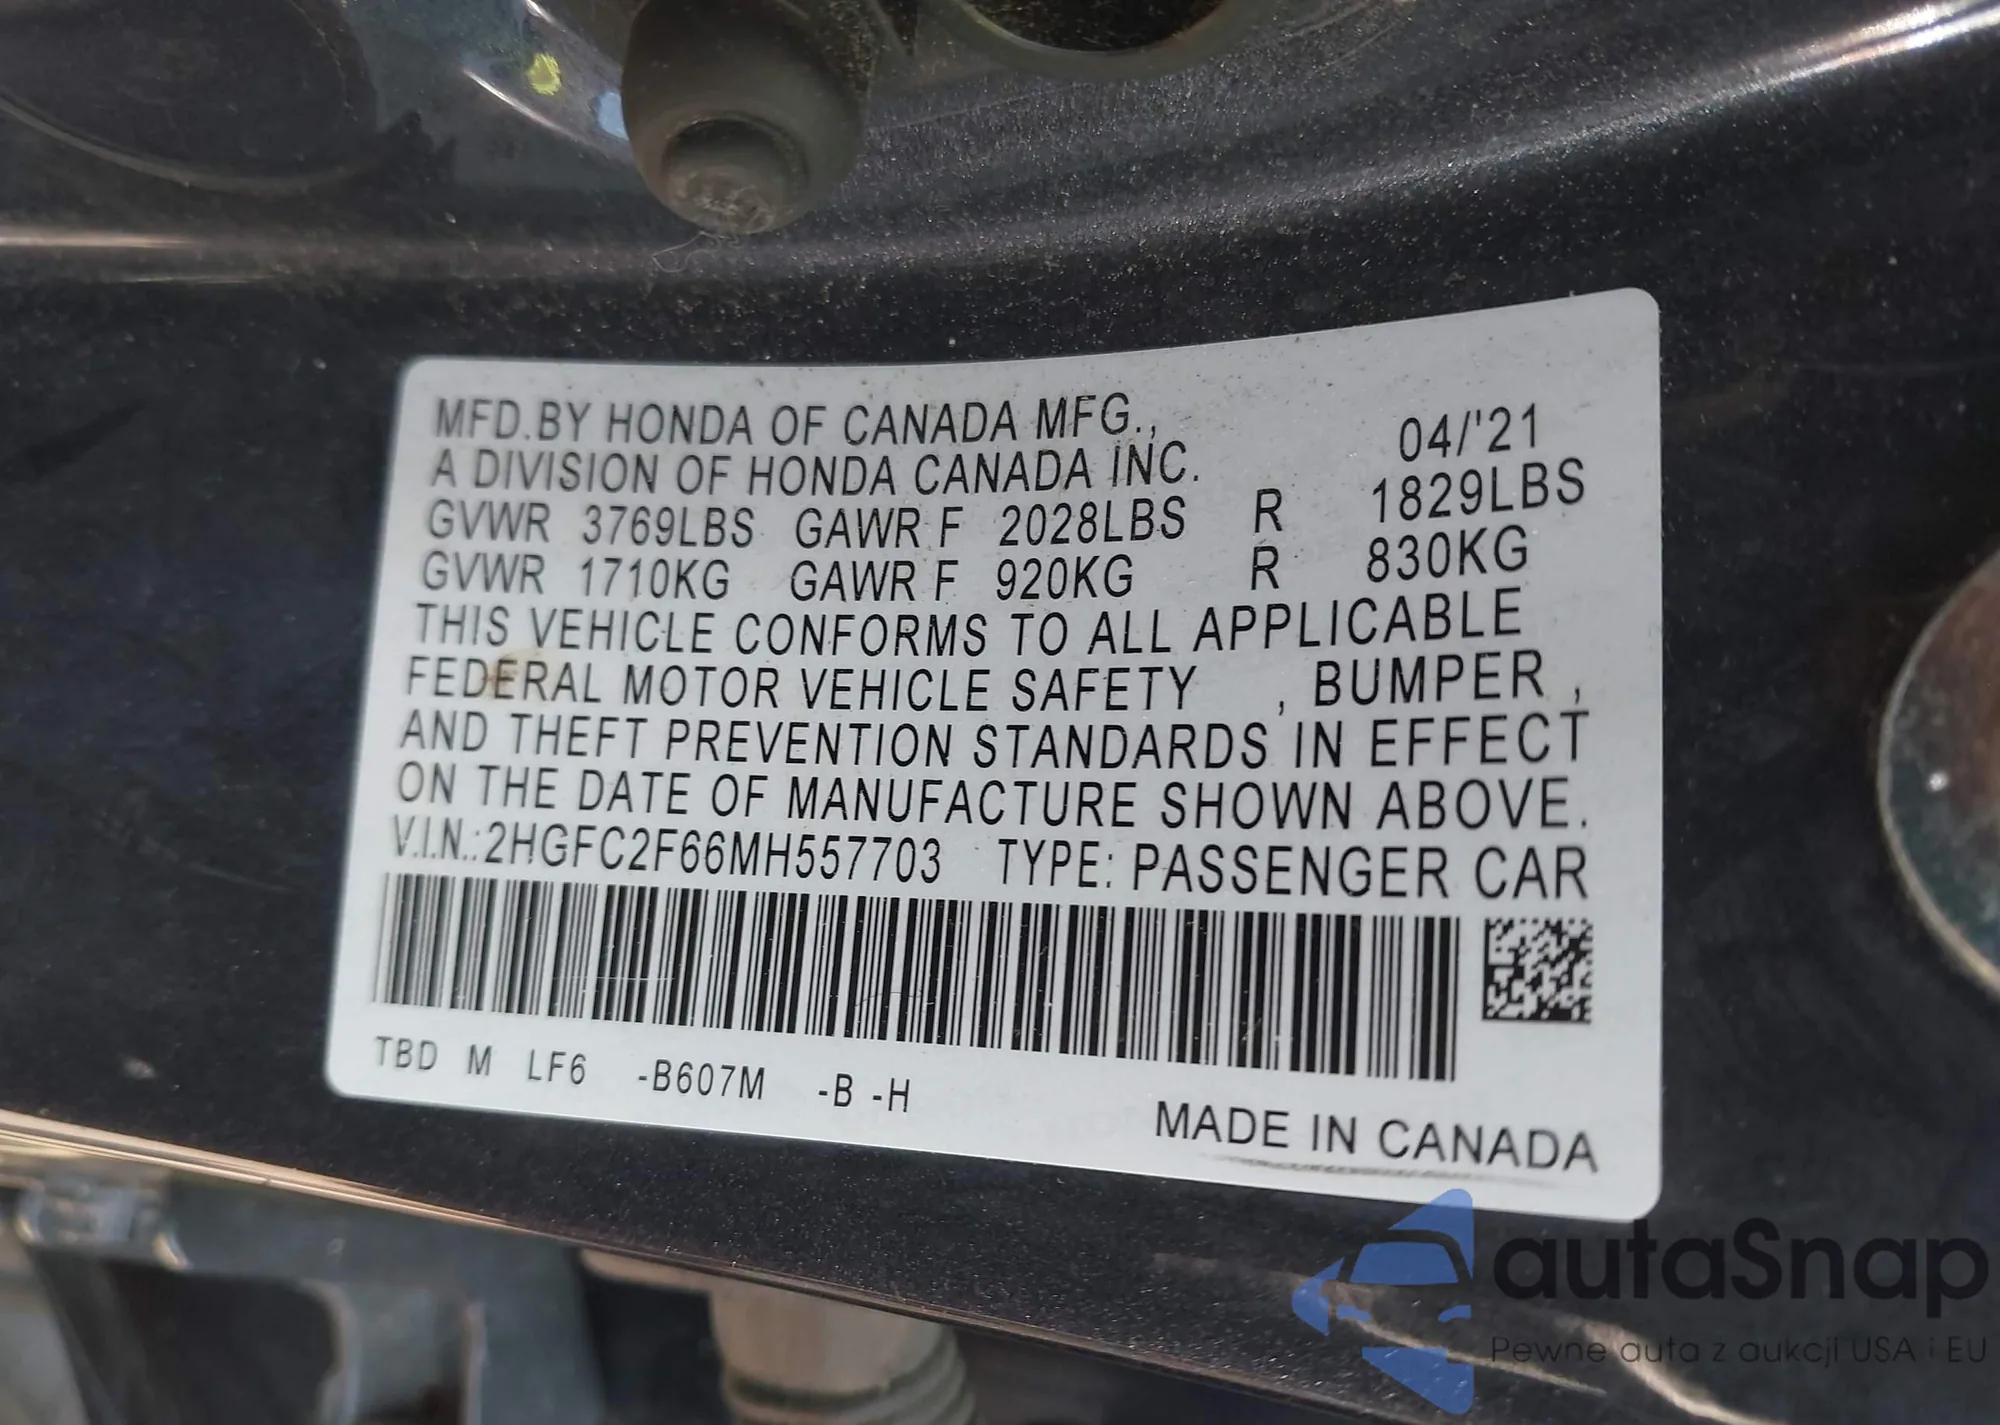 MFD.BY HONDA OF CANADA MFG.,
A DIVISION OF HONDA CANADA INC. 04/'21
GVWR 3769LBS GAWR F 2028LBS R 1829LBS
GVWR 1710KG GAWR F 920KG R 830KG
THIS VEHICLE CONFORMS TO ALL APPLICABLE
FEDERAL MOTOR VEHICLE SAFETY , BUMPER ,
AND THEFT PREVENTION STANDARDS IN EFFECT
ON THE DATE OF MANUFACTURE SHOWN ABOVE.
V.I.N.:2HGFC2F66MH557703 TYPE: PASSENGER CAR
TBD M LF6 -B607M -B -H
MADE IN CANADA
autaSnap
Pewne auta z aukcji USA i EU